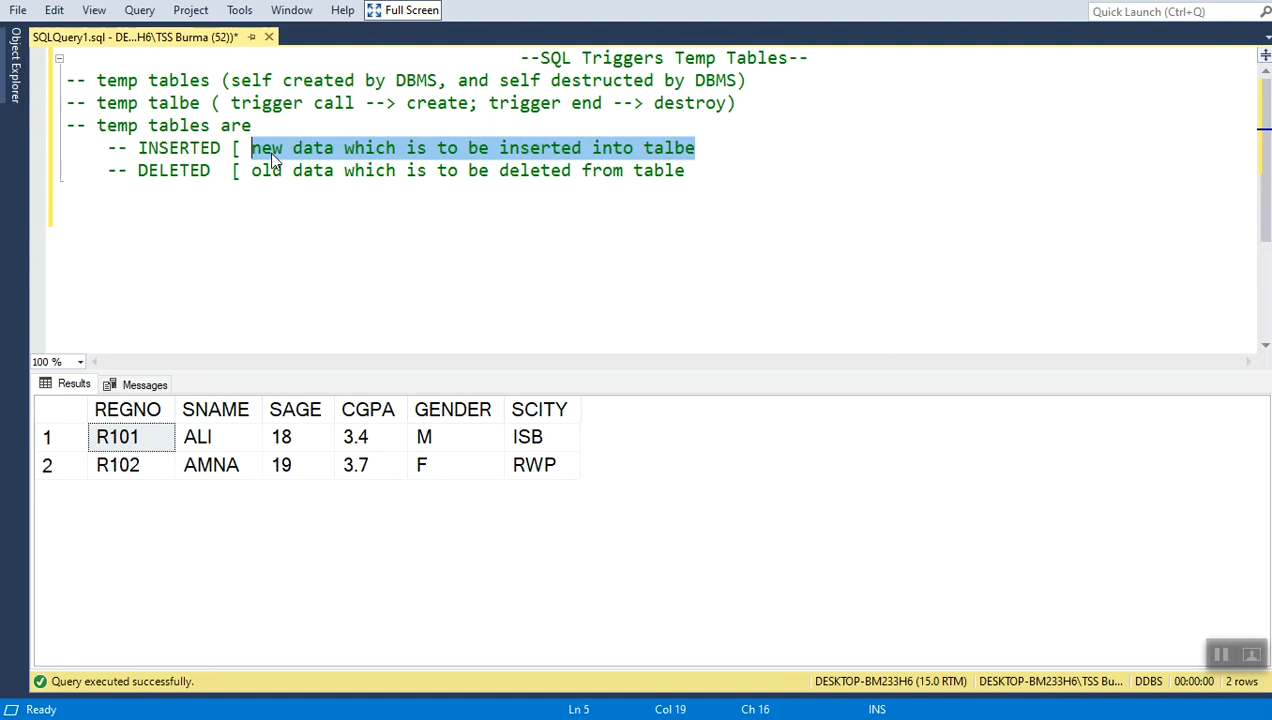 File Edit View Query Project Tools Window Help Full Screen Quick Launch (Ctrl+Q)
SQLQuery1.sql - DE...H6\TSS Burma (52))*
Object Explorer
--SQL Triggers Temp Tables--
-- temp tables (self created by DBMS, and self destructed by DBMS)
-- temp talbe ( trigger call --> create; trigger end --> destroy)
-- temp tables are
-- INSERTED [ new data which is to be inserted into talbe
-- DELETED [ old data which is to be deleted from table
100 %
Results Messages
REGNO SNAME SAGE CGPA GENDER SCITY
1 R101 ALI 18 3.4 M ISB
2 R102 AMNA 19 3.7 F RWP
Query executed successfully. DESKTOP-BM233H6 (15.0 RTM) DESKTOP-BM233H6\TSS Bu... DDBS 00:00:00 2 rows
Ready Ln 5 Col 19 Ch 16 INS